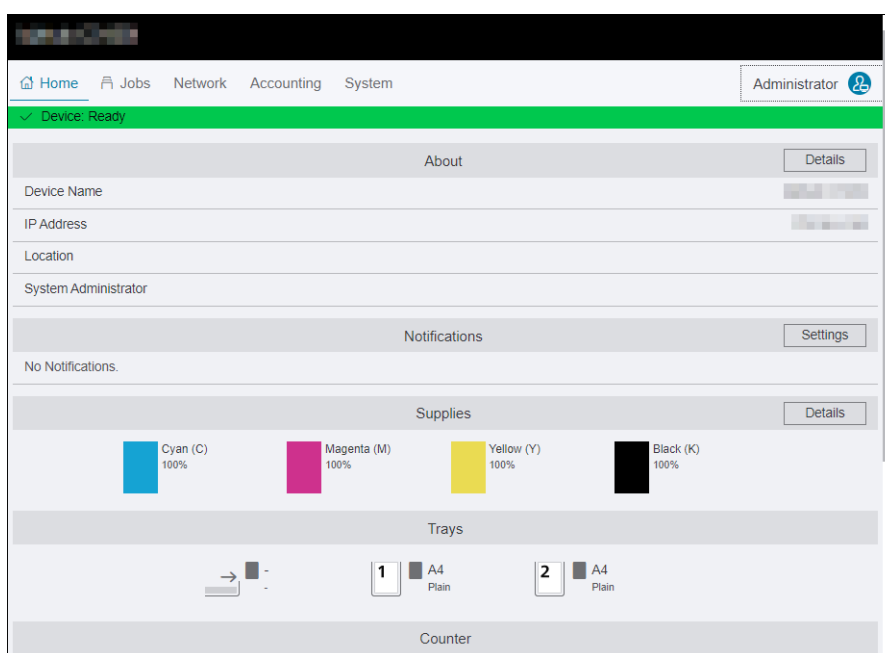 Home Jobs Network Accounting System Administrator
Device: Ready
About Details
Device Name
IP Address
Location
System Administrator
Notifications Settings
No Notifications.
Supplies Details
Cyan (C) Magenta (M) Yellow (Y) Black (K)
100% 100% 100% 100%
Trays
- 1 A4 2 A4
- Plain Plain
Counter